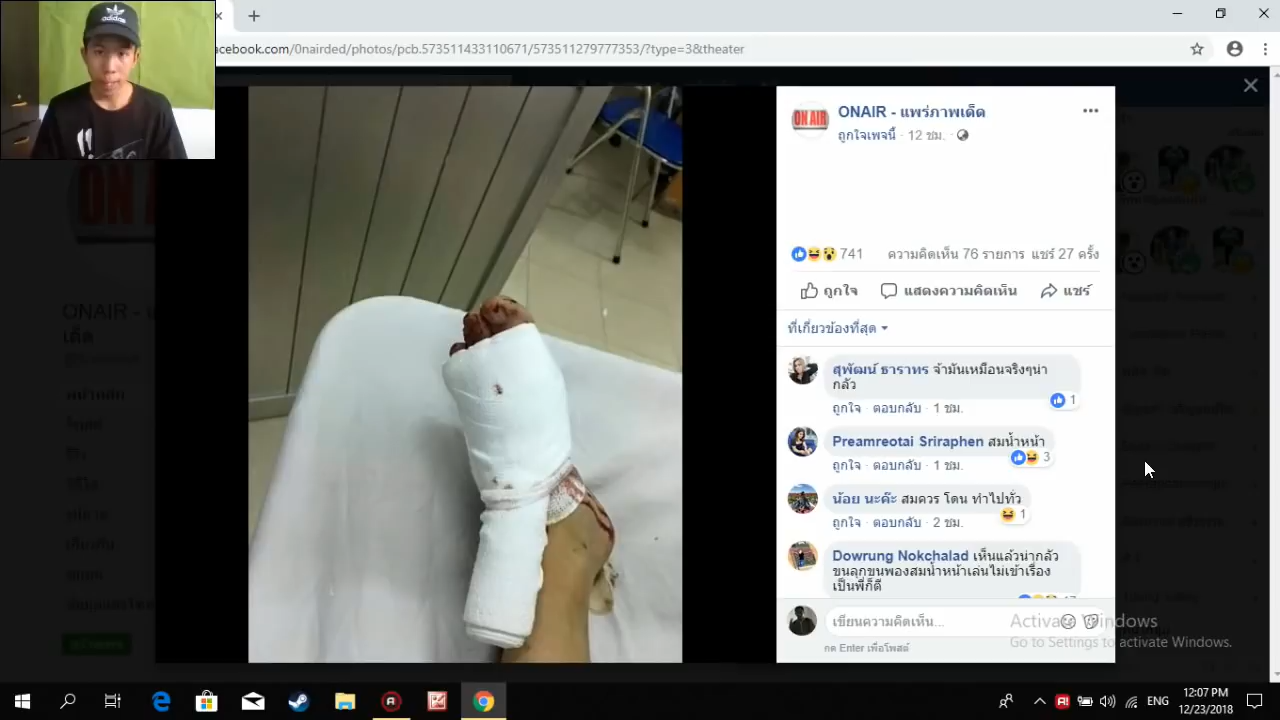 adidas
acebook.com/0nairded/photos/pcb.573511433110671/573511279777353/?type=3&theater
ON AIR
ONAIR - แพร่ภาพเด็ด
ถูกใจเพจนี้ · 12 ชม. ·
741 ความคิดเห็น 76 รายการ แชร์ 27 ครั้ง
ถูกใจ แสดงความคิดเห็น แชร์
ที่เกี่ยวข้องที่สุด
สุพัฒน์ ธาราทร จ้ามันเหมือนจริงๆน่า
กลัว
1
ถูกใจ · ตอบกลับ · 1 ชม.
Preamreotai Sriraphen สมน้ำหน้า
3
ถูกใจ · ตอบกลับ · 1 ชม.
น้อย นะค๊ะ สมควร โดน ทำไปทั่ว
1
ถูกใจ · ตอบกลับ · 2 ชม.
Dowrung Nokchalad เห็นแล้วน่ากลัว
ขนลุกขนพองสมน้ำหน้าเล่นไม่เข้าเรื่อง
เป็นพี่ก็ตี
เขียนความคิดเห็น...
กด Enter เพื่อโพสต์
Activate Windows
Go to Settings to activate Windows.
ENG
12:07 PM
12/23/2018